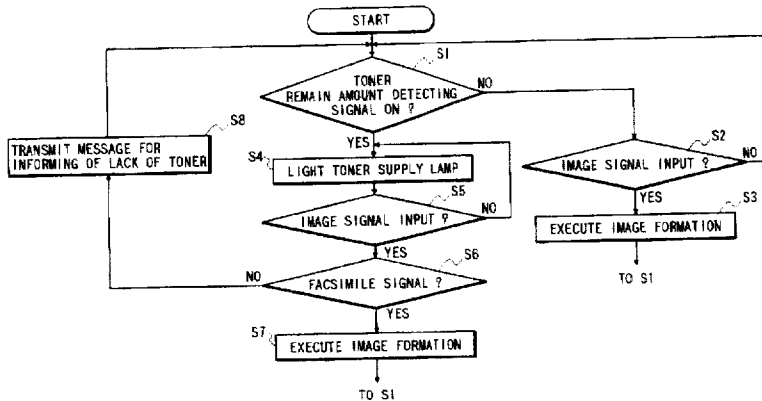 START
S1
TONER
REMAIN AMOUNT DETECTING
SIGNAL ON ?
NO
YES
S8
TRANSMIT MESSAGE FOR
INFORMING OF LACK OF TONER
S2
IMAGE SIGNAL INPUT ?
NO
YES
S4
LIGHT TONER SUPPLY LAMP
S5
IMAGE SIGNAL INPUT ?
NO
YES
S3
EXECUTE IMAGE FORMATION
TO S1
S6
FACSIMILE SIGNAL ?
NO
YES
S7
EXECUTE IMAGE FORMATION
TO S1